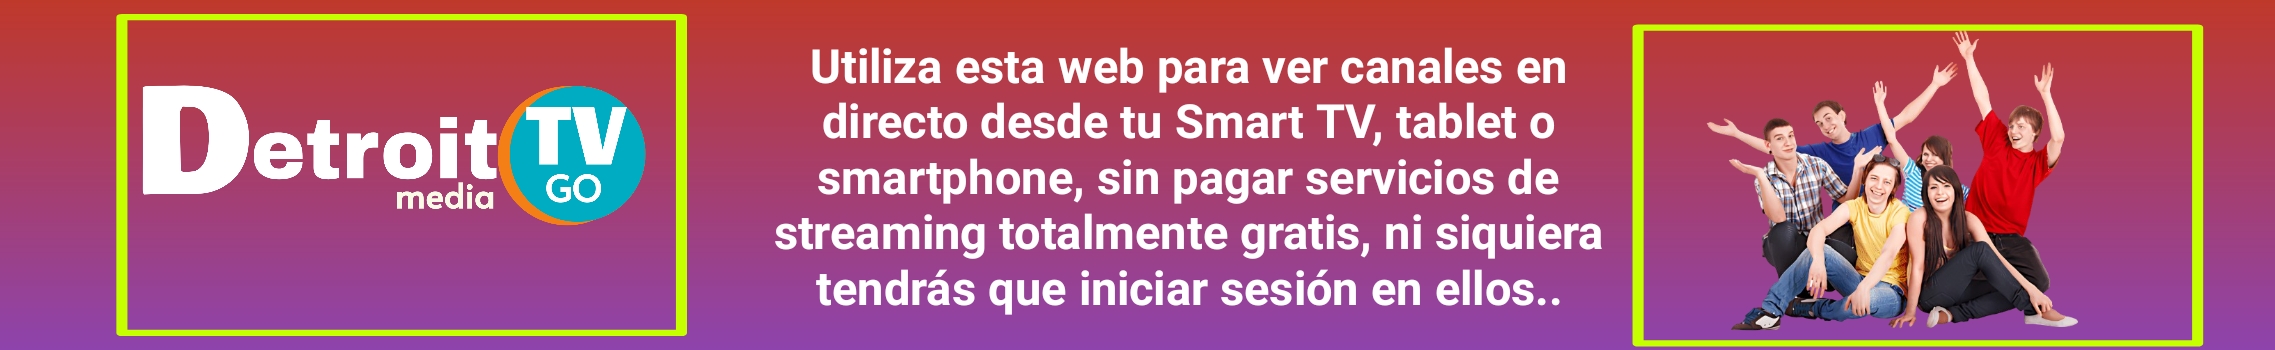 Detroit TV
media GO
Utiliza esta web para ver canales en
directo desde tu Smart TV, tablet o
smartphone, sin pagar servicios de
streaming totalmente gratis, ni siquiera
tendrás que iniciar sesión en ellos..